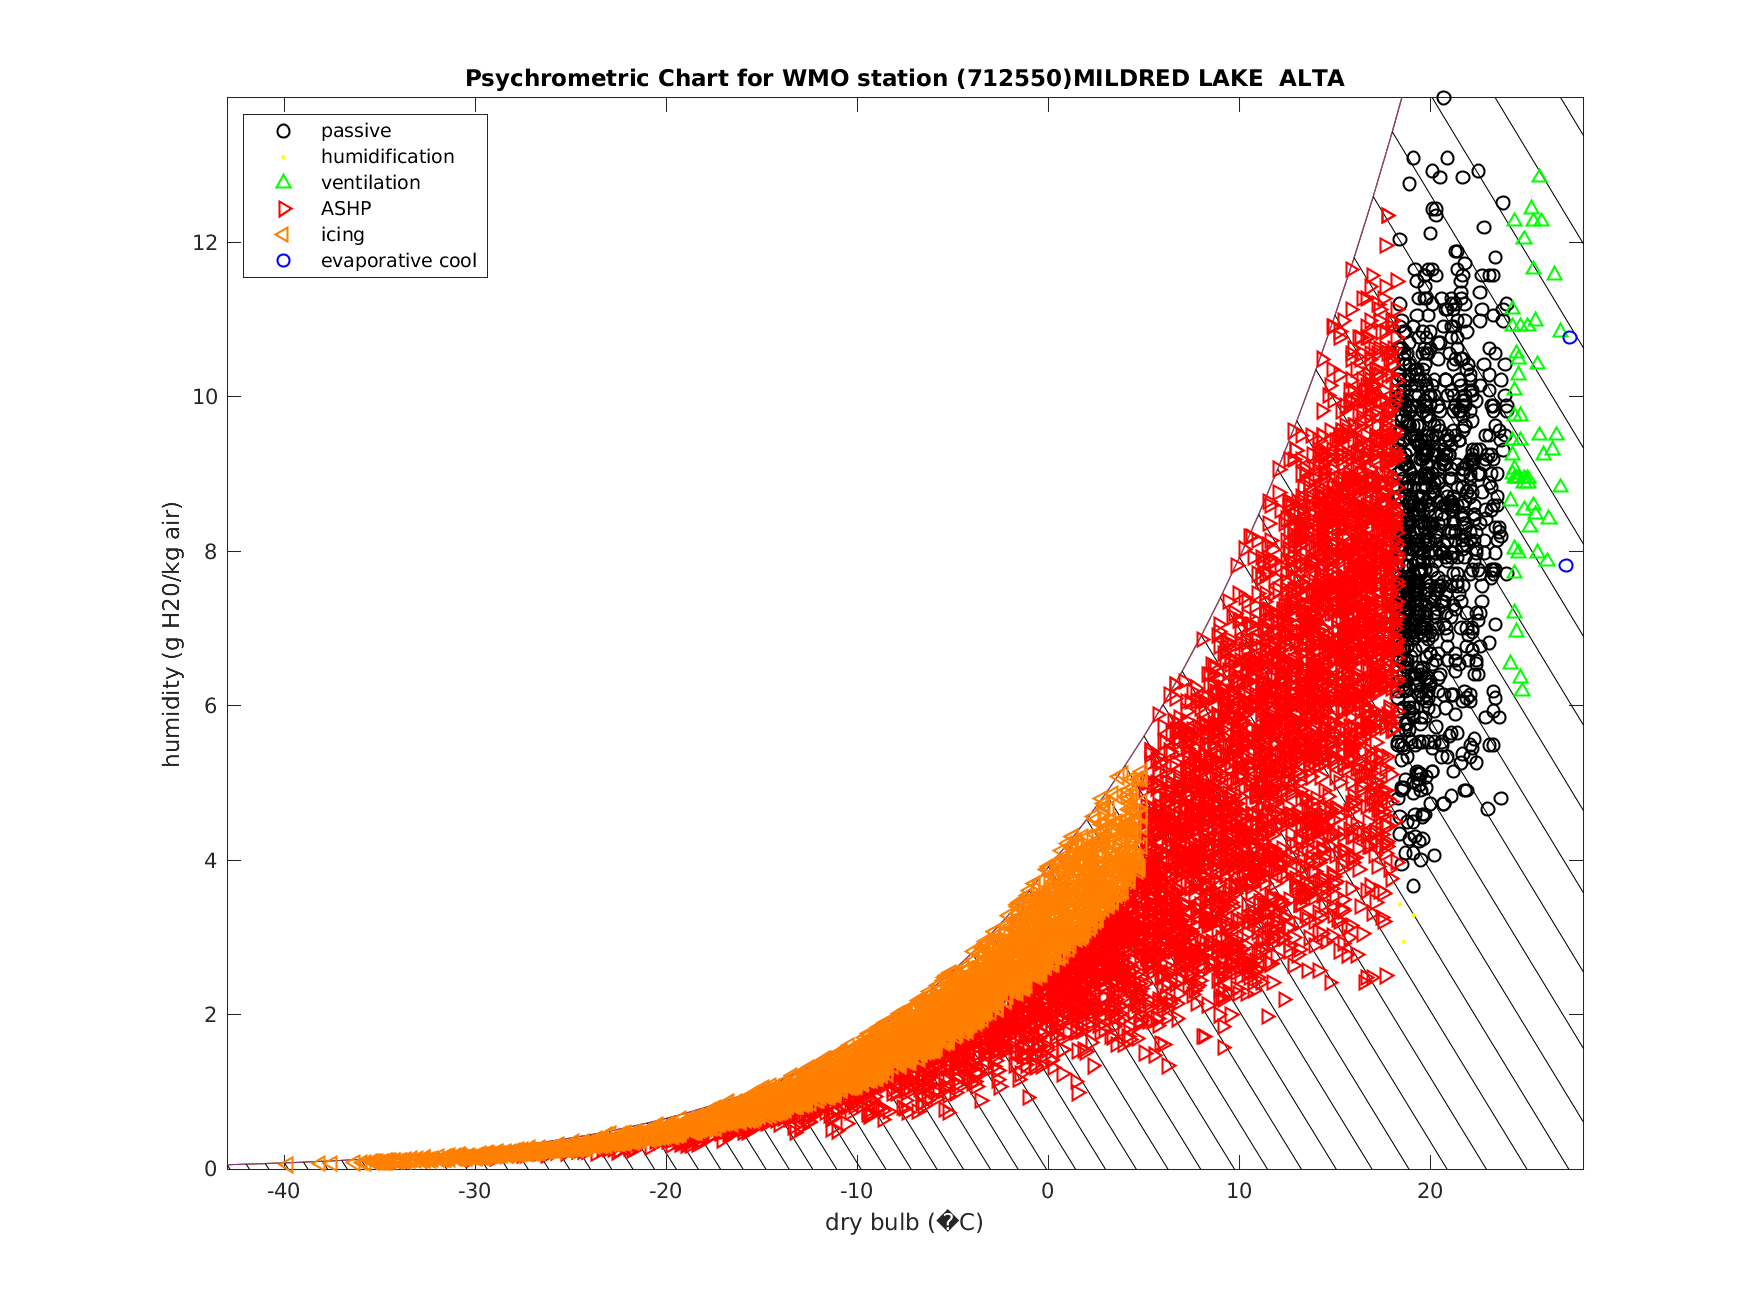 Psychrometric Chart for WMO station (712550)MILDRED LAKE  ALTA
passive
humidification
ventilation
ASHP
icing
evaporative cool
humidity (g H20/kg air)
12
10
8
6
4
2
0
-40 -30 -20 -10 0 10 20
dry bulb (�C)